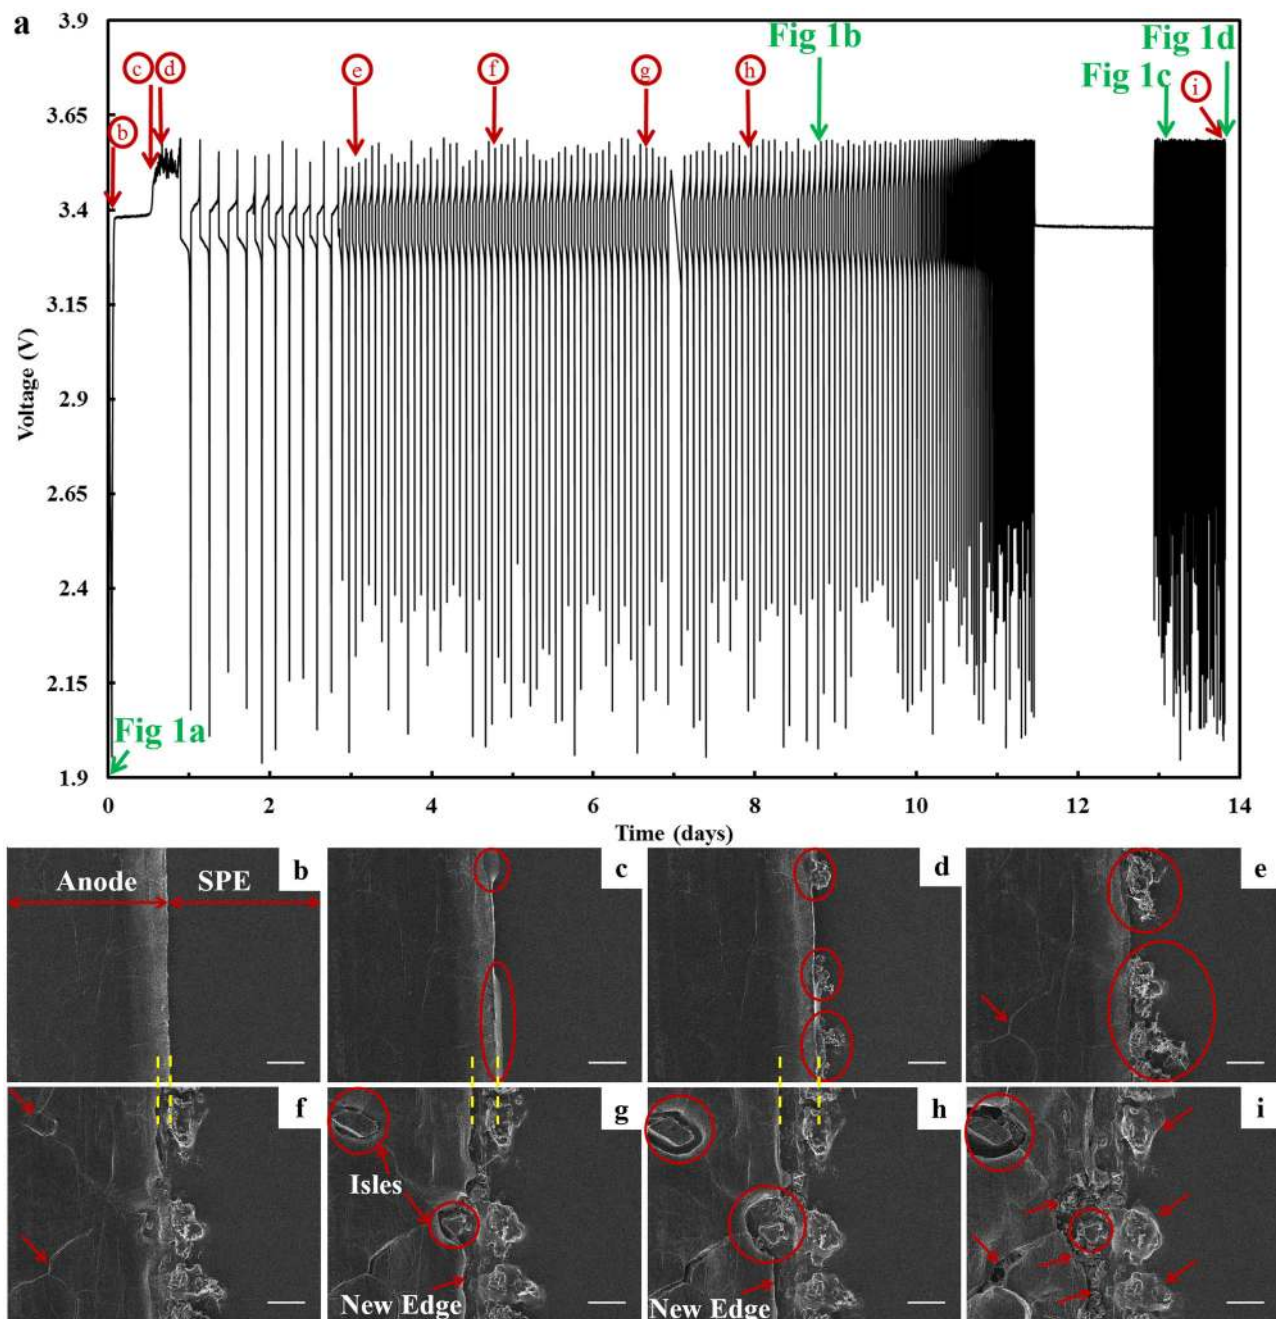 a
3.9
3.65
3.4
3.15
2.9
2.65
2.4
2.15
1.9
Voltage (V)
b
c
d
e
f
g
h
i
Fig 1a
Fig 1b
Fig 1c
Fig 1d
0 2 4 6 8 10 12 14
Time (days)
Anode SPE b
c
d
e
f
Isles
New Edge
g
New Edge
h
i